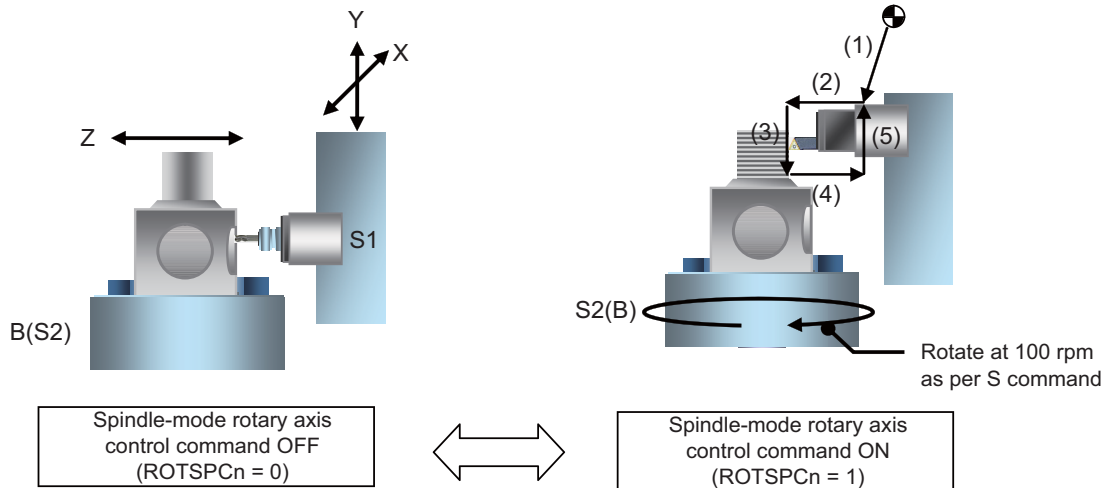 Y
X
Z
S1
B(S2)
Spindle-mode rotary axis
control command OFF
(ROTSPCn = 0)
(1)
(2)
(3)
(5)
(4)
S2(B)
Rotate at 100 rpm
as per S command
Spindle-mode rotary axis
control command ON
(ROTSPCn = 1)